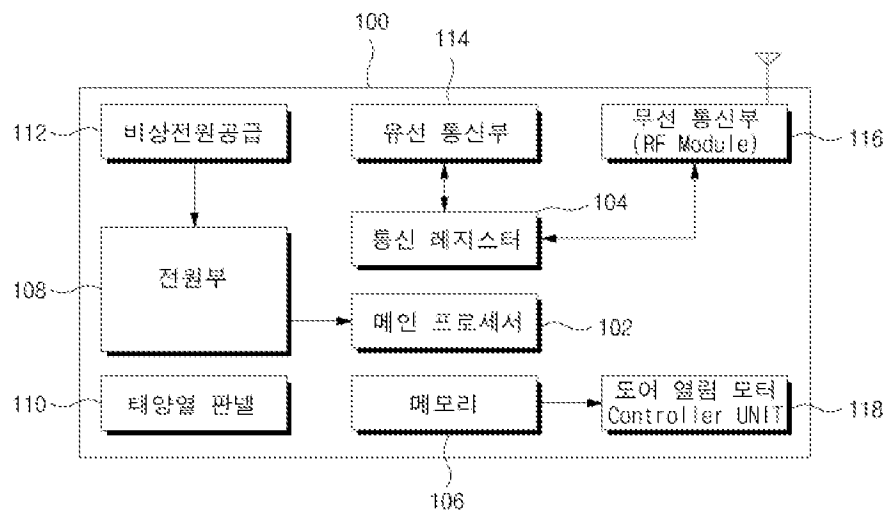 100
114
112
비상전원공급
유선 통신부
무선 통신부
(RF Module)
116
104
통신 레지스터
108
전원부
메인 프로세서
102
110
태양열 판넬
메모리
도어 열림 모터
Controller UNIT
118
106